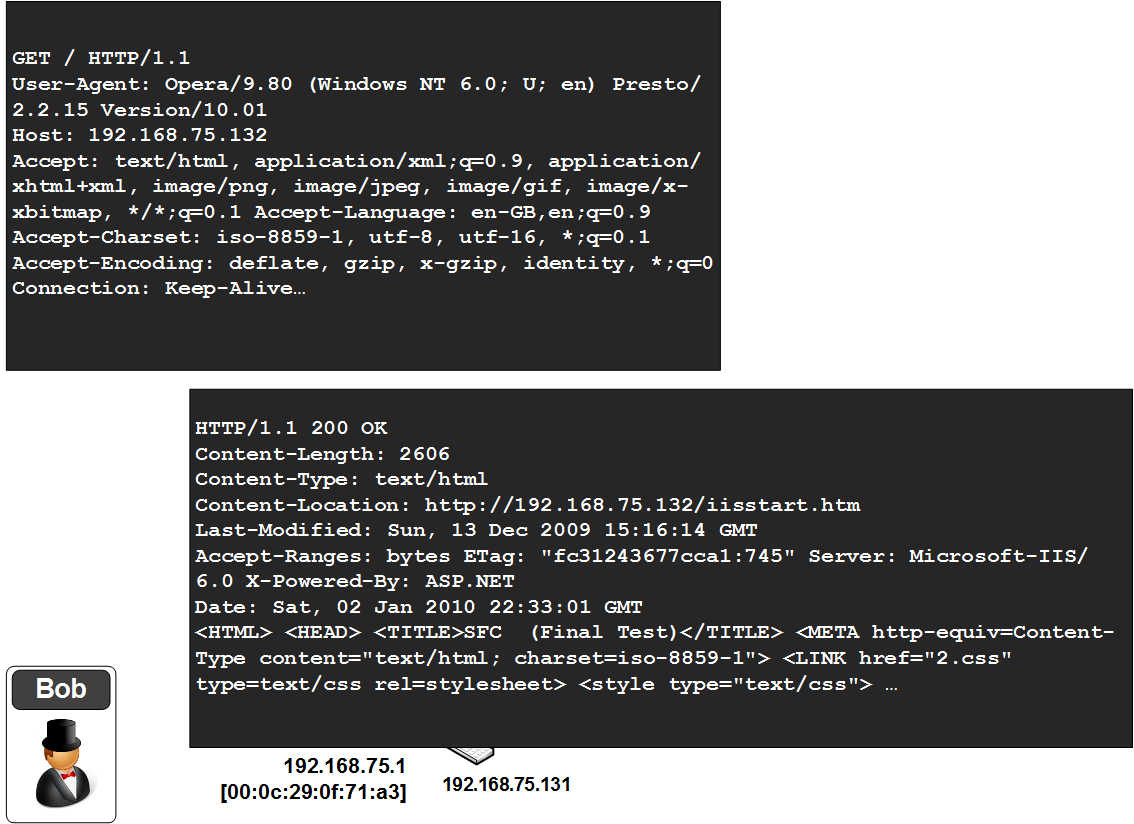 GET / HTTP/1.1
User-Agent: Opera/9.80 (Windows NT 6.0; U; en) Presto/
2.2.15 Version/10.01
Host: 192.168.75.132
Accept: text/html, application/xml;q=0.9, application/
xhtml+xml, image/png, image/jpeg, image/gif, image/x-
xbitmap, */*;q=0.1 Accept-Language: en-GB,en;q=0.9
Accept-Charset: iso-8859-1, utf-8, utf-16, *;q=0.1
Accept-Encoding: deflate, gzip, x-gzip, identity, *;q=0
Connection: Keep-Alive…
HTTP/1.1 200 OK
Content-Length: 2606
Content-Type: text/html
Content-Location: http://192.168.75.132/iisstart.htm
Last-Modified: Sun, 13 Dec 2009 15:16:14 GMT
Accept-Ranges: bytes ETag: "fc31243677cca1:745" Server: Microsoft-IIS/
6.0 X-Powered-By: ASP.NET
Date: Sat, 02 Jan 2010 22:33:01 GMT
<HTML> <HEAD> <TITLE>SFC  (Final Test)</TITLE> <META http-equiv=Content-
Type content="text/html; charset=iso-8859-1"> <LINK href="2.css"
type=text/css rel=stylesheet> <style type="text/css"> …
Bob
192.168.75.1
[00:0c:29:0f:71:a3]
192.168.75.131